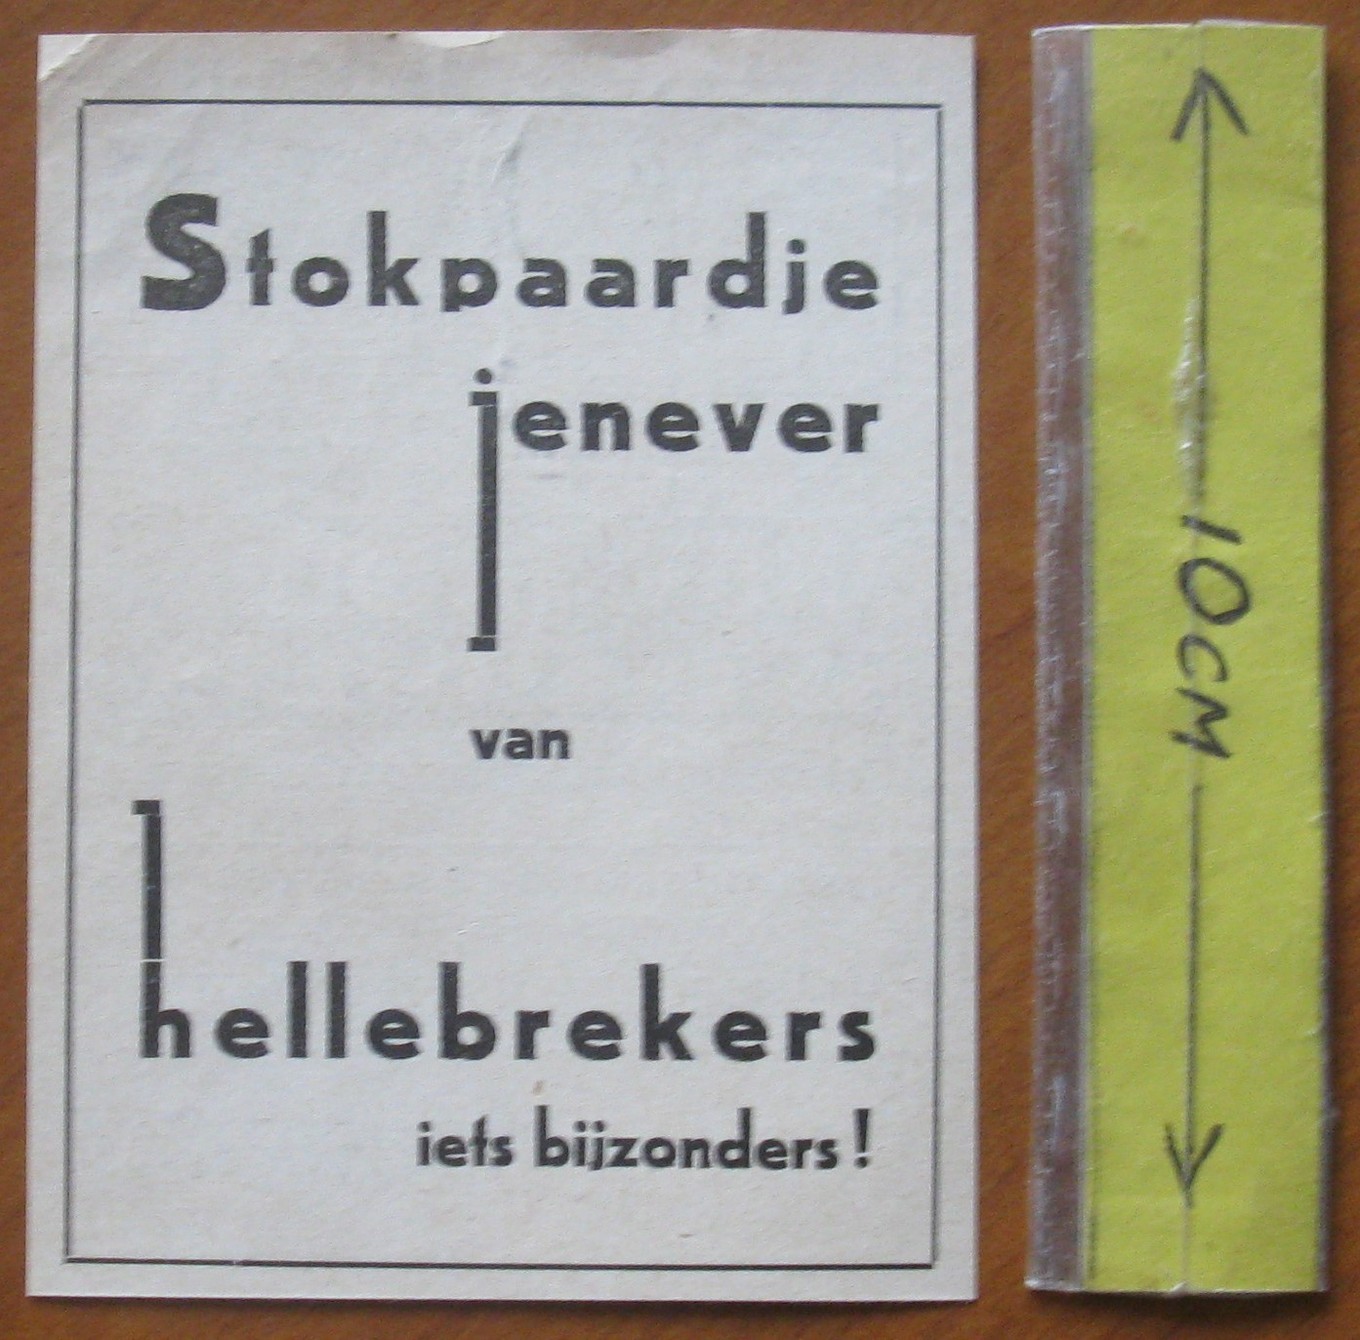 Stokpaardje
jenever
van
hellebrekers
iets bijzonders!
10CM